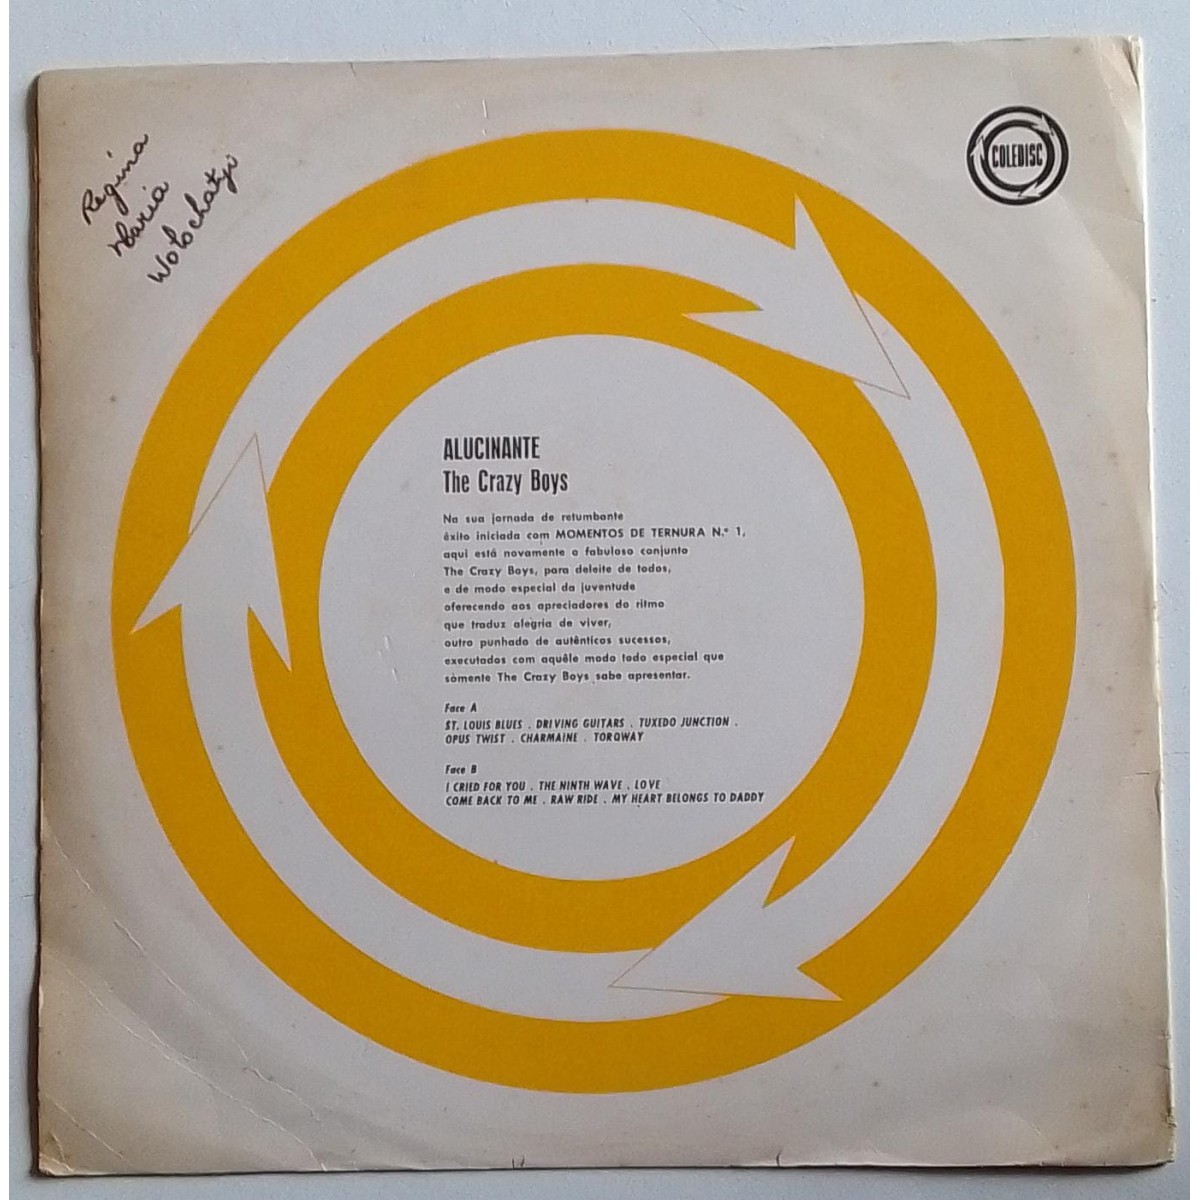 Regina
Maria
Wolochatyi
COLEDISC
ALUCINANTE
The Crazy Boys
Na sua jornada de retumbante
êxito iniciada com MOMENTOS DE TERNURA N.º 1,
aqui está novamente o fabuloso conjunto
The Crazy Boys, para deleite de todos,
e de modo especial da juventude
oferecendo aos apreciadores do ritmo
que traduz alegria de viver,
outro punhado de autênticos sucessos,
executados com aquêle modo todo especial que
sòmente The Crazy Boys sabe apresentar.
Face A
ST. LOUIS BLUES . DRIVING GUITARS . TUXEDO JUNCTION .
OPUS TWIST . CHARMAINE . TORQWAY
Face B
I CRIED FOR YOU . THE NINTH WAVE . LOVE
COME BACK TO ME . RAW RIDE . MY HEART BELONGS TO DADDY